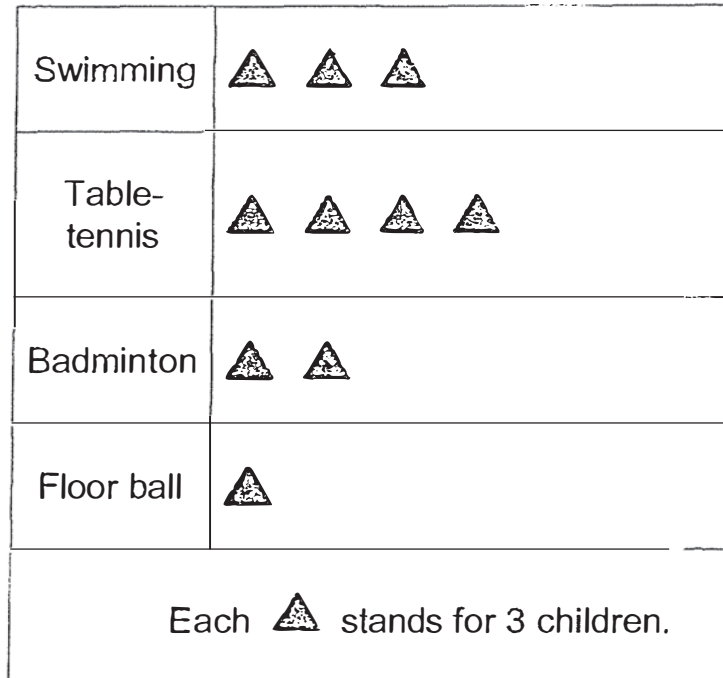 Swimming
Table-
tennis
Badminton
Floor ball
Each stands for 3 children.